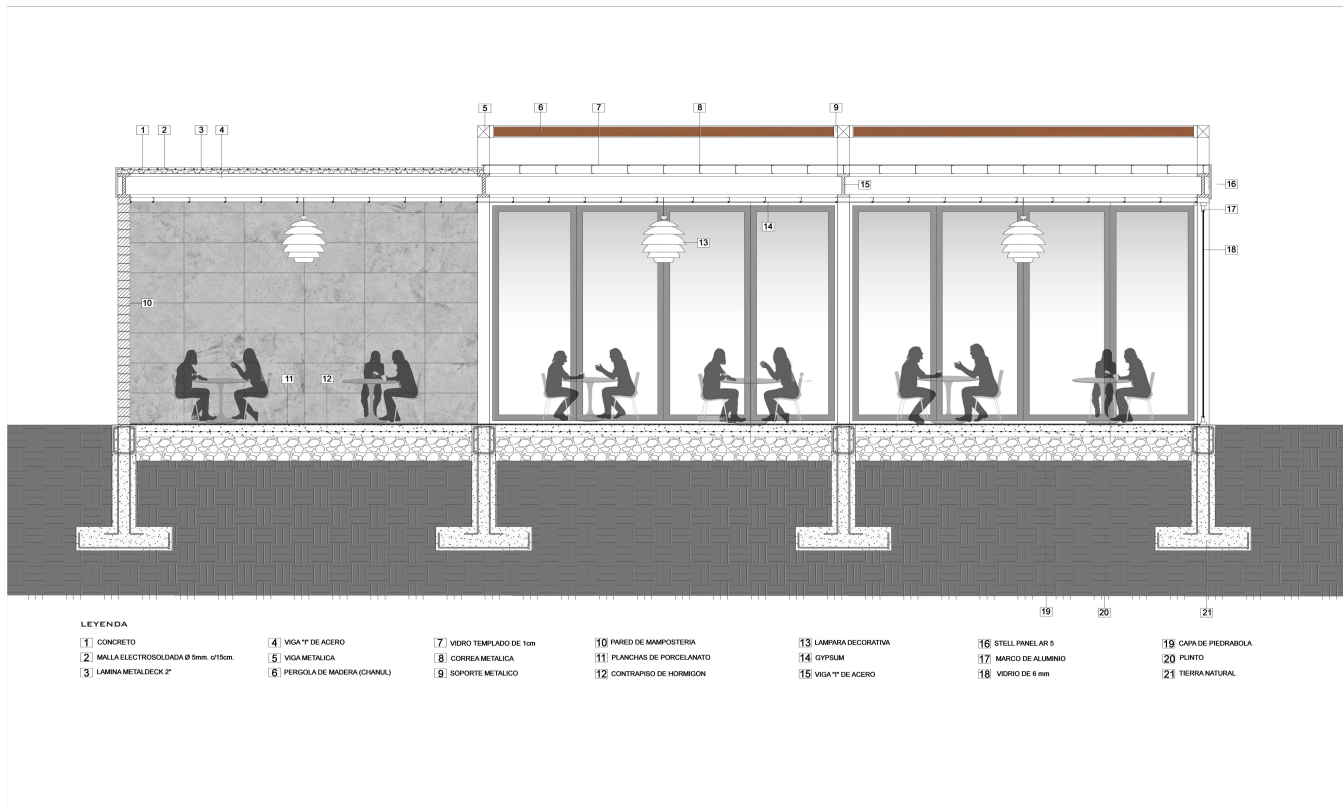 5 6 7 8 9
1 2 3 4
15 16
17
13 14
18
10
11 12
19 20 21
LEYENDA
1 CONCRETO
2 MALLA ELECTROSOLDADA Ø 5mm. c/15cm.
3 LAMINA METALDECK 2"
4 VIGA "I" DE ACERO
5 VIGA METALICA
6 PERGOLA DE MADERA (CHANUL)
7 VIDRO TEMPLADO DE 1cm
8 CORREA METALICA
9 SOPORTE METALICO
10 PARED DE MAMPOSTERIA
11 PLANCHAS DE PORCELANATO
12 CONTRAPISO DE HORMIGON
13 LAMPARA DECORATIVA
14 GYPSUM
15 VIGA "I" DE ACERO
16 STELL PANEL AR 5
17 MARCO DE ALUMINIO
18 VIDRIO DE 6 mm
19 CAPA DE PIEDRABOLA
20 PLINTO
21 TIERRA NATURAL